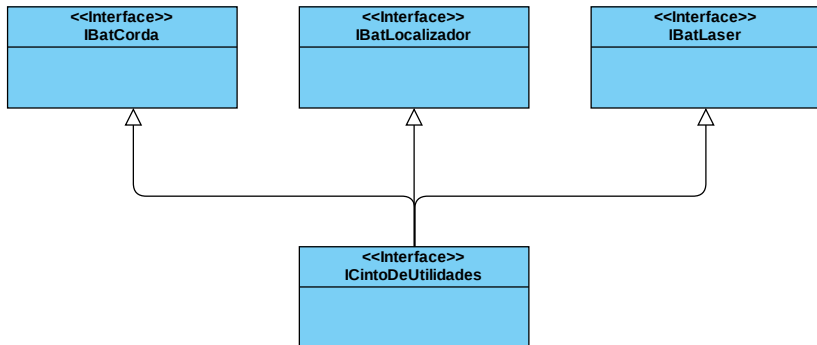 <<Interface>>
IBatCorda
<<Interface>>
IBatLocalizador
<<Interface>>
IBatLaser
<<Interface>>
ICintoDeUtilidades